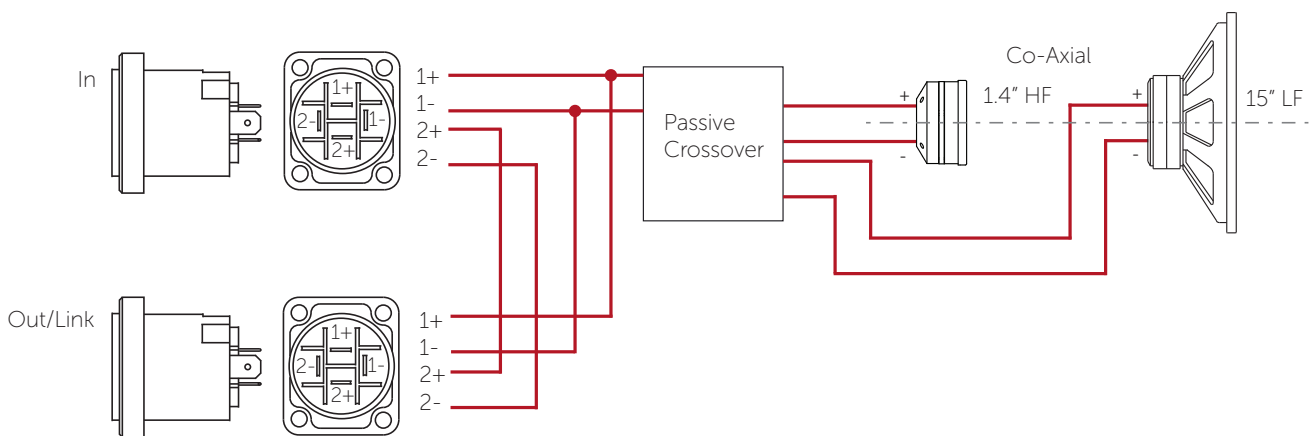 In
1+
2-
1-
2+
1+
1-
2+
2-
Passive
Crossover
+
-
Co-Axial
1.4” HF
+
-
15” LF
Out/Link
1+
2-
1-
2+
1+
1-
2+
2-